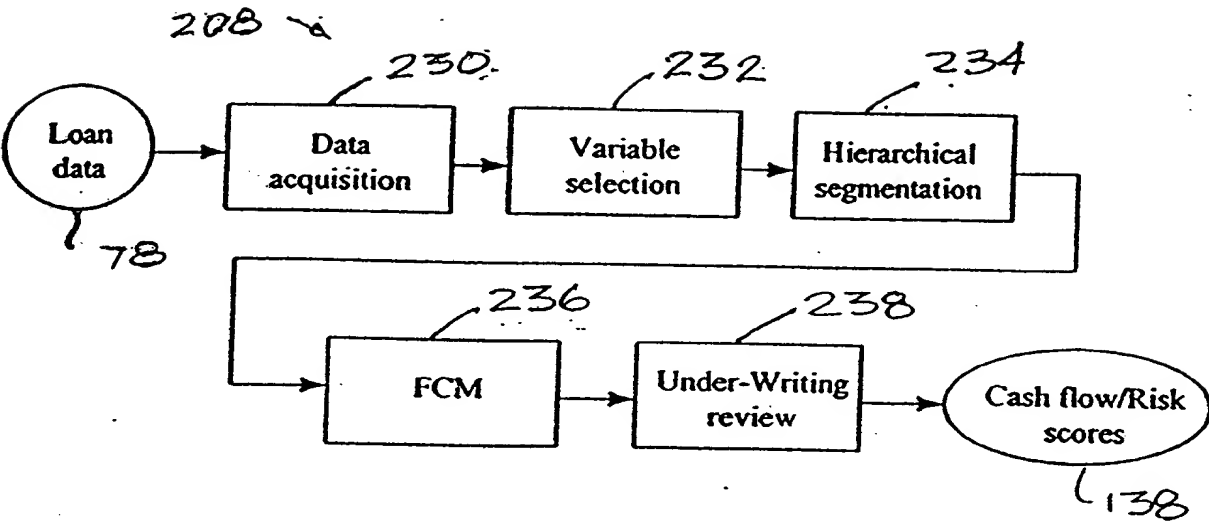 208
230
232
234
Loan
data
Data
acquisition
Variable
selection
Hierarchical
segmentation
78
236
238
FCM
Under-Writing
review
Cash flow/Risk
scores
138